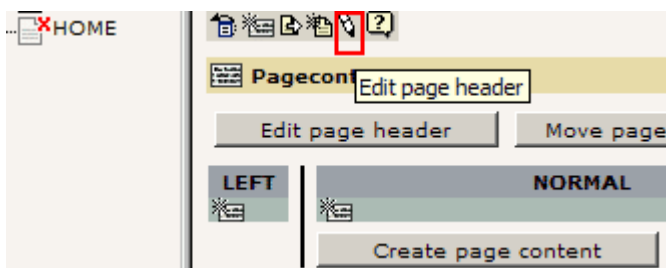 HOME
Pagecont
Edit page header
Edit page header
Move page
LEFT
NORMAL
Create page content